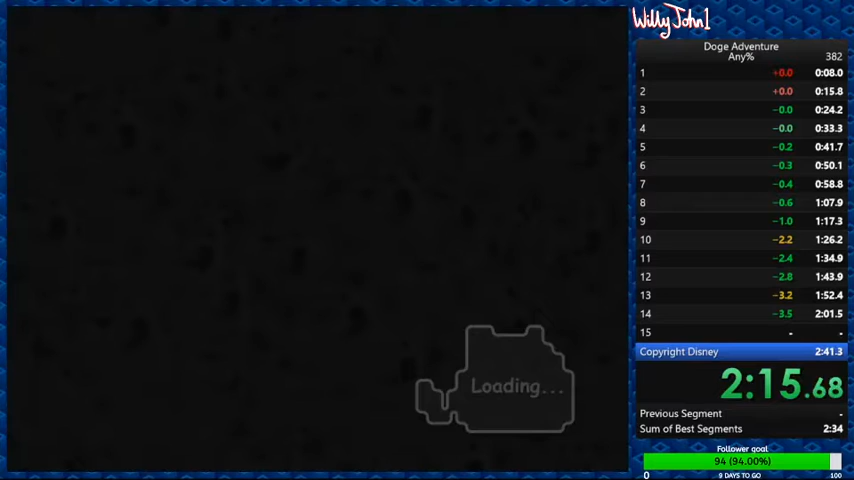 WillyJohn1
Doge Adventure
Any% 382
1 +0.0 0:08.0
2 +0.0 0:15.8
3 −0.0 0:24.2
4 −0.0 0:33.3
5 −0.2 0:41.7
6 −0.3 0:50.1
7 −0.4 0:58.8
8 −0.6 1:07.9
9 −1.0 1:17.3
10 −2.2 1:26.2
11 −2.4 1:34.9
12 −2.8 1:43.9
13 −3.2 1:52.4
14 −3.5 2:01.5
15 - -
Copyright Disney 2:41.3
2:15.68
Loading...
Previous Segment -
Sum of Best Segments 2:34
Follower goal
94 (94.00%)
0 9 DAYS TO GO 100